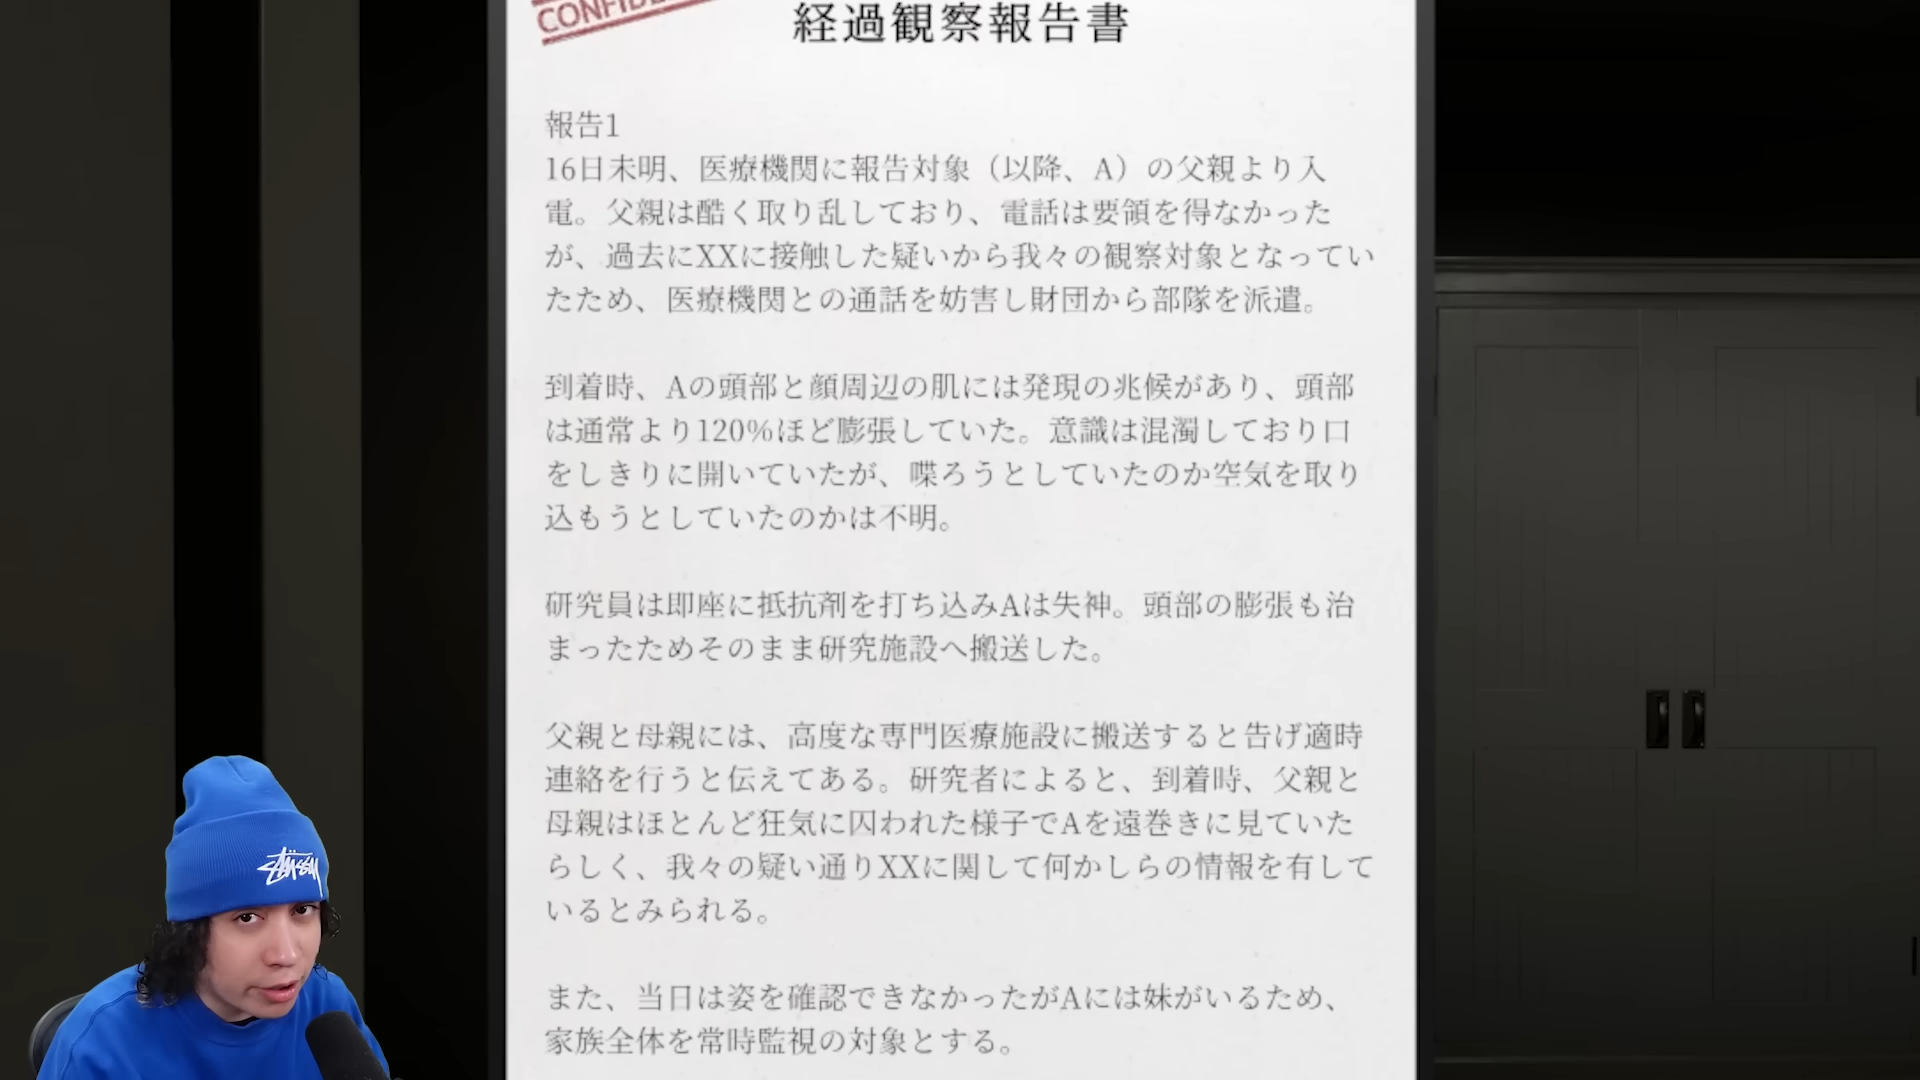 経過観察報告書
報告1
16日未明、医療機関に報告対象（以降、A）の父親より入
電。父親は酷く取り乱しており、電話は要領を得なかった
が、過去にXXに接触した疑いから我々の観察対象となってい
たため、医療機関との通話を妨害し財団から部隊を派遣。
到着時、Aの頭部と顔周辺の肌には発現の兆候があり、頭部
は通常より120%ほど膨張していた。意識は混濁しており口
をしきりに開いていたが、喋ろうとしていたのか空気を取り
込もうとしていたのかは不明。
研究員は即座に抵抗剤を打ち込みAは失神。頭部の膨張も治
まったためそのまま研究施設へ搬送した。
父親と母親には、高度な専門医療施設に搬送すると告げ適時
連絡を行うと伝えてある。研究者によると、到着時、父親と
母親はほとんど狂気に囚われた様子でAを遠巻きに見ていた
らしく、我々の疑い通りXXに関して何かしらの情報を有して
いるとみられる。
また、当日は姿を確認できなかったがAには妹がいるため、
家族全体を常時監視の対象とする。
STÜSSY